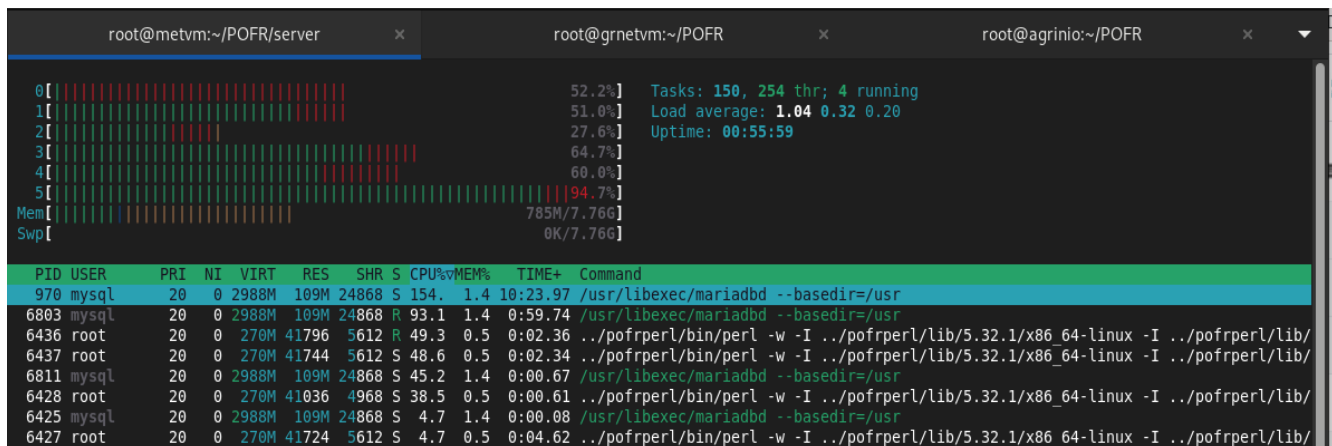 root@metvm:~/POFR/server × root@grnetvm:~/POFR × root@agrinio:~/POFR ×
0[ 52.2%] Tasks: 150, 254 thr; 4 running
1[ 51.0%] Load average: 1.04 0.32 0.20
2[ 27.6%] Uptime: 00:55:59
3[ 64.7%]
4[ 60.0%]
5[ 94.7%]
Mem[ 785M/7.76G]
Swp[ 0K/7.76G]
PID USER PRI NI VIRT RES SHR S CPU%▽MEM% TIME+ Command
970 mysql 20 0 2988M 109M 24868 S 154. 1.4 10:23.97 /usr/libexec/mariadbd --basedir=/usr
6803 mysql 20 0 2988M 109M 24868 R 93.1 1.4 0:59.74 /usr/libexec/mariadbd --basedir=/usr
6436 root 20 0 270M 41796 5612 R 49.3 0.5 0:02.36 ../pofrperl/bin/perl -w -I ../pofrperl/lib/5.32.1/x86_64-linux -I ../pofrperl/lib/
6437 root 20 0 270M 41744 5612 S 48.6 0.5 0:02.34 ../pofrperl/bin/perl -w -I ../pofrperl/lib/5.32.1/x86_64-linux -I ../pofrperl/lib/
6811 mysql 20 0 2988M 109M 24868 S 45.2 1.4 0:00.67 /usr/libexec/mariadbd --basedir=/usr
6428 root 20 0 270M 41036 4968 S 38.5 0.5 0:00.61 ../pofrperl/bin/perl -w -I ../pofrperl/lib/5.32.1/x86_64-linux -I ../pofrperl/lib/
6425 mysql 20 0 2988M 109M 24868 S 4.7 1.4 0:00.08 /usr/libexec/mariadbd --basedir=/usr
6427 root 20 0 270M 41724 5612 S 4.7 0.5 0:04.62 ../pofrperl/bin/perl -w -I ../pofrperl/lib/5.32.1/x86_64-linux -I ../pofrperl/lib/